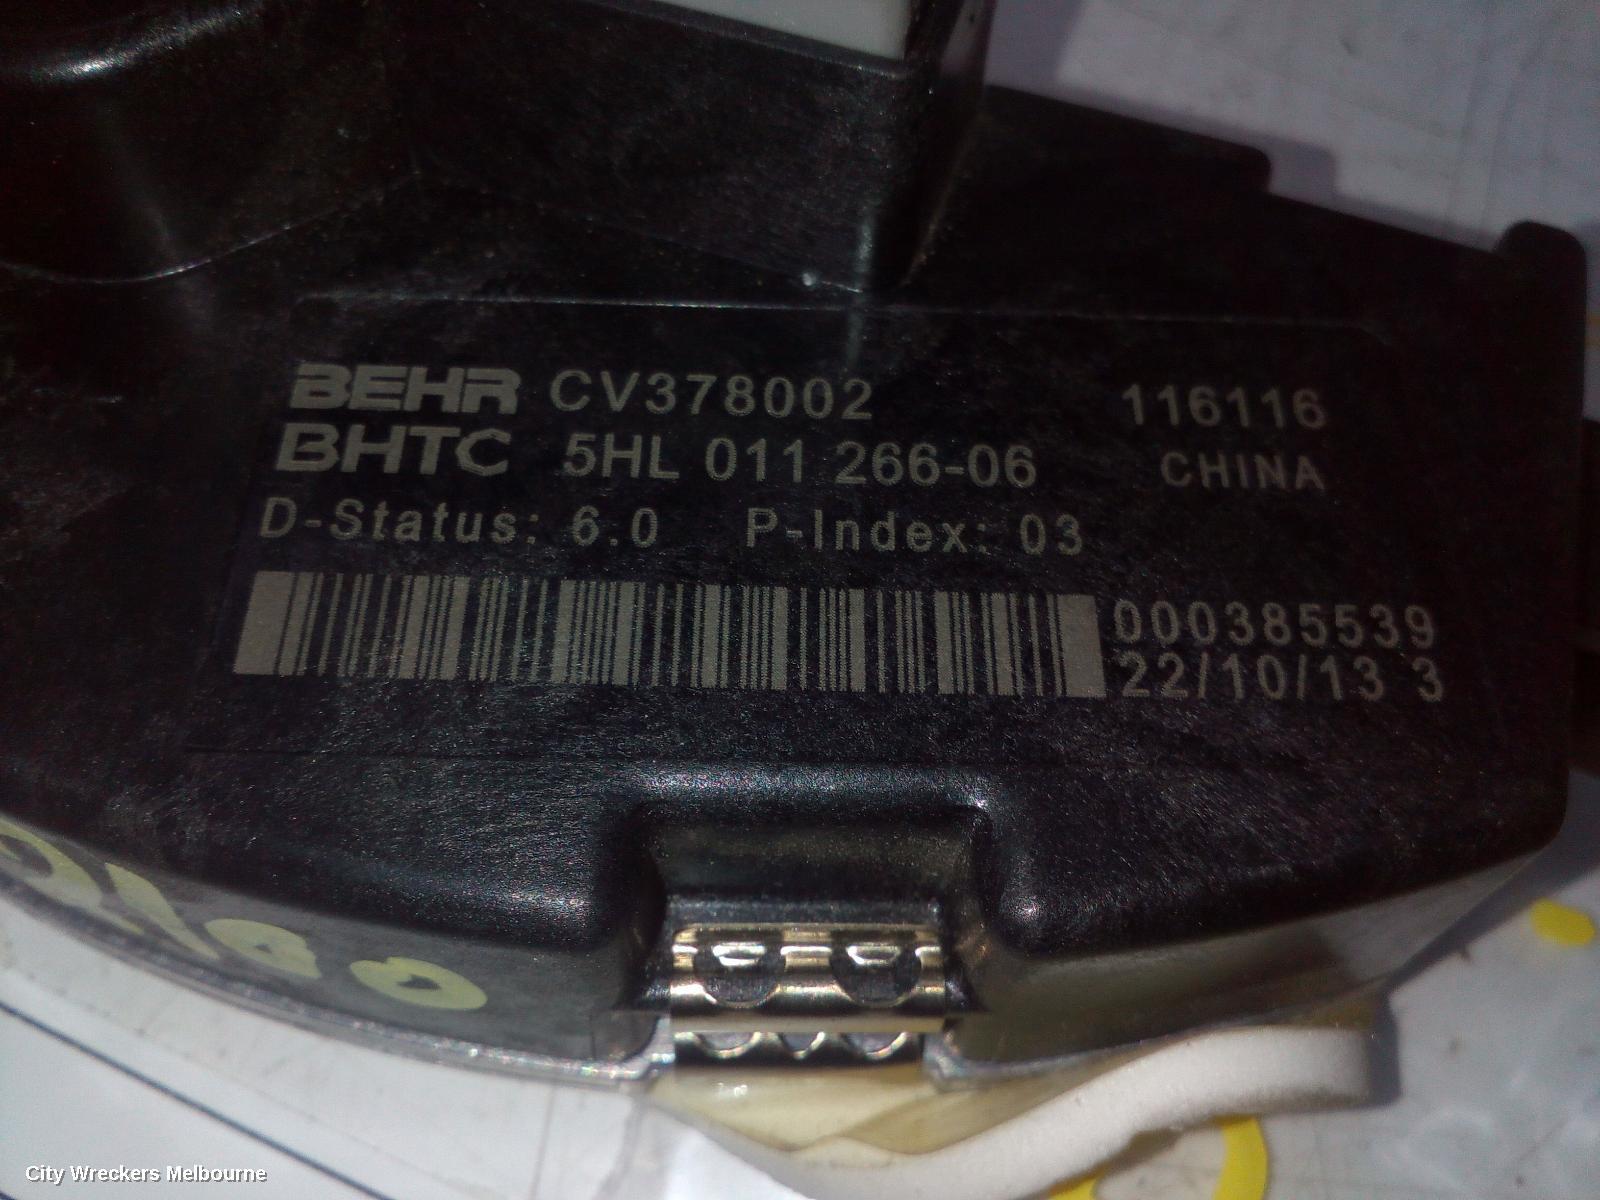 BEHR CV378002 116116
BHTC 5HL 011 266-06 CHINA
D-Status: 6.0 P-Index: 03
000385539
22/10/13 3
City Wreckers Melbourne